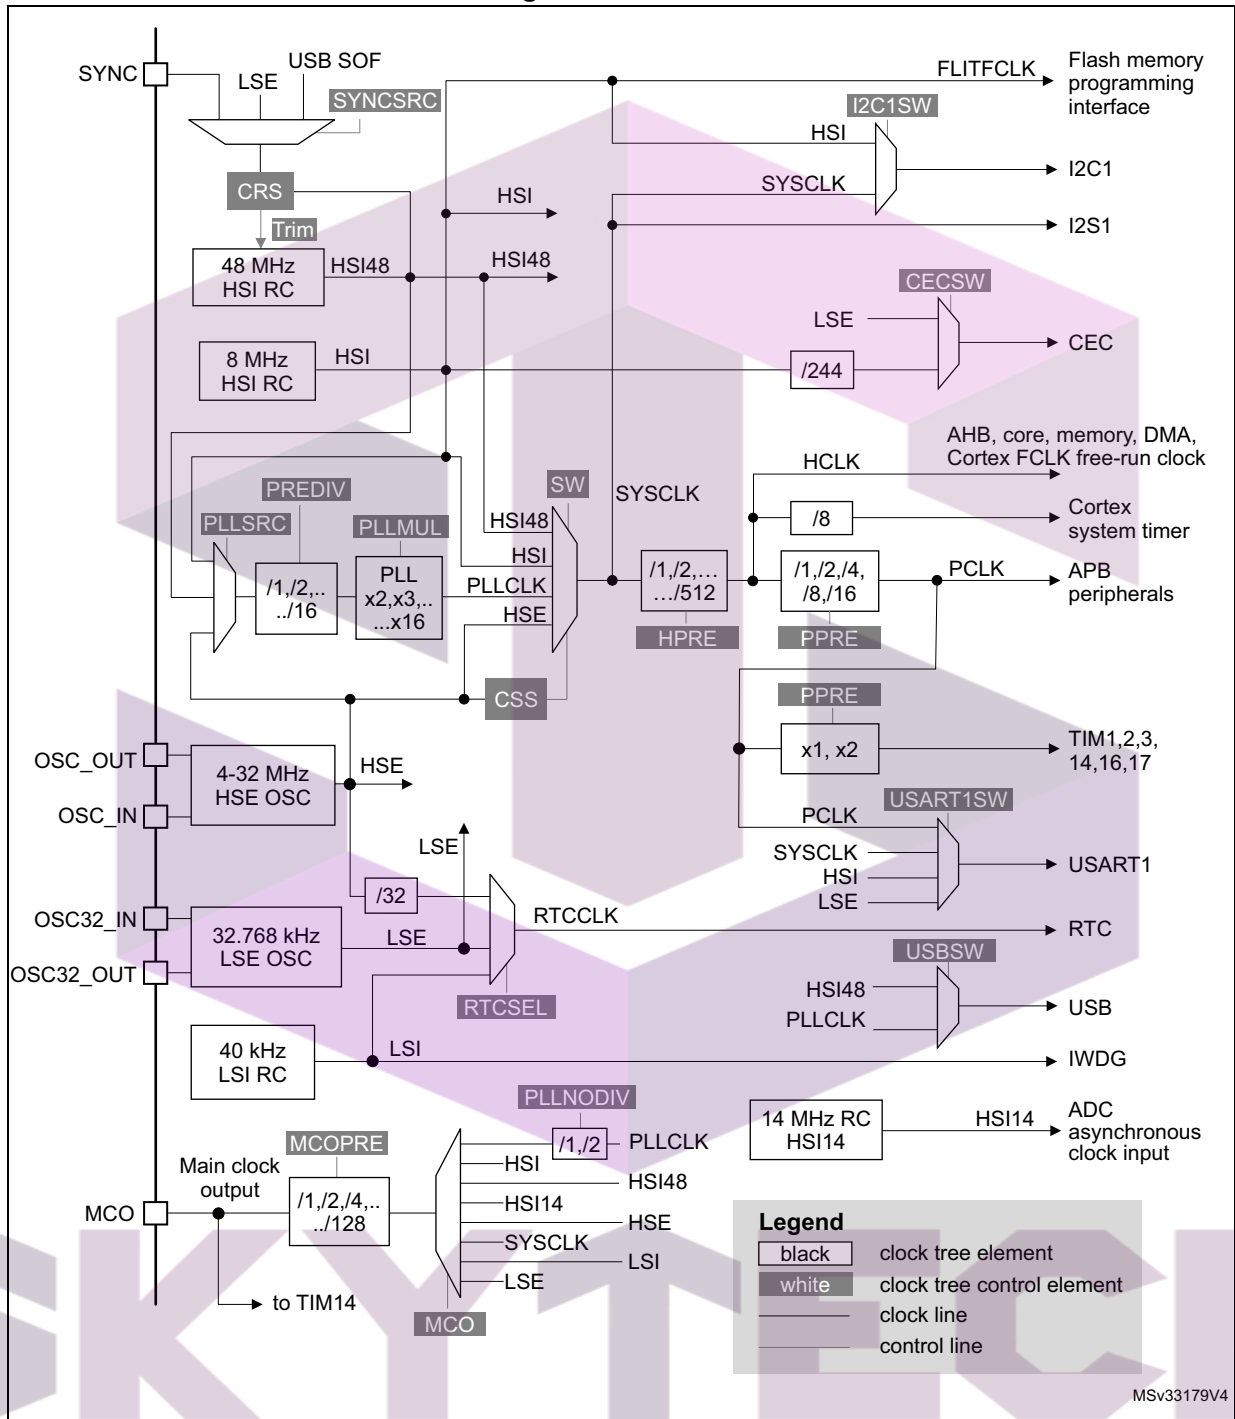 SYNC
LSE
USB SOF
SYNCSRC
CRS
Trim
48 MHz
HSI RC
HSI48
HSI
HSI48
8 MHz
HSI RC
HSI
FLITFCLK
Flash memory
programming
interface
I2C1SW
HSI
SYSCLK
I2C1
I2S1
CECSW
LSE
/244
CEC
AHB, core, memory, DMA,
Cortex FCLK free-run clock
HCLK
/8
Cortex
system timer
PREDIV
PLLSRC
PLLMUL
/1,/2,..
../16
PLL
x2,x3,..
...x16
SW
HSI48
HSI
PLLCLK
HSE
CSS
SYSCLK
/1,/2,…
…/512
HPRE
/1,/2,/4,
/8,/16
PPRE
PCLK
APB
peripherals
PPRE
x1, x2
TIM1,2,3,
14,16,17
OSC_OUT
OSC_IN
4-32 MHz
HSE OSC
HSE
USART1SW
PCLK
SYSCLK
HSI
LSE
USART1
LSE
/32
RTCCLK
RTC
OSC32_IN
OSC32_OUT
32.768 kHz
LSE OSC
LSE
RTCSEL
USBSW
HSI48
PLLCLK
USB
40 kHz
LSI RC
LSI
IWDG
PLLNODIV
/1,/2
PLLCLK
HSI
HSI48
HSI14
HSE
SYSCLK
LSI
LSE
MCO
14 MHz RC
HSI14
HSI14
ADC
asynchronous
clock input
MCOPRE
Main clock
output
/1,/2,/4,..
../128
MCO
to TIM14
Legend
black
clock tree element
white
clock tree control element
clock line
control line
MSv33179V4
SKYTECH